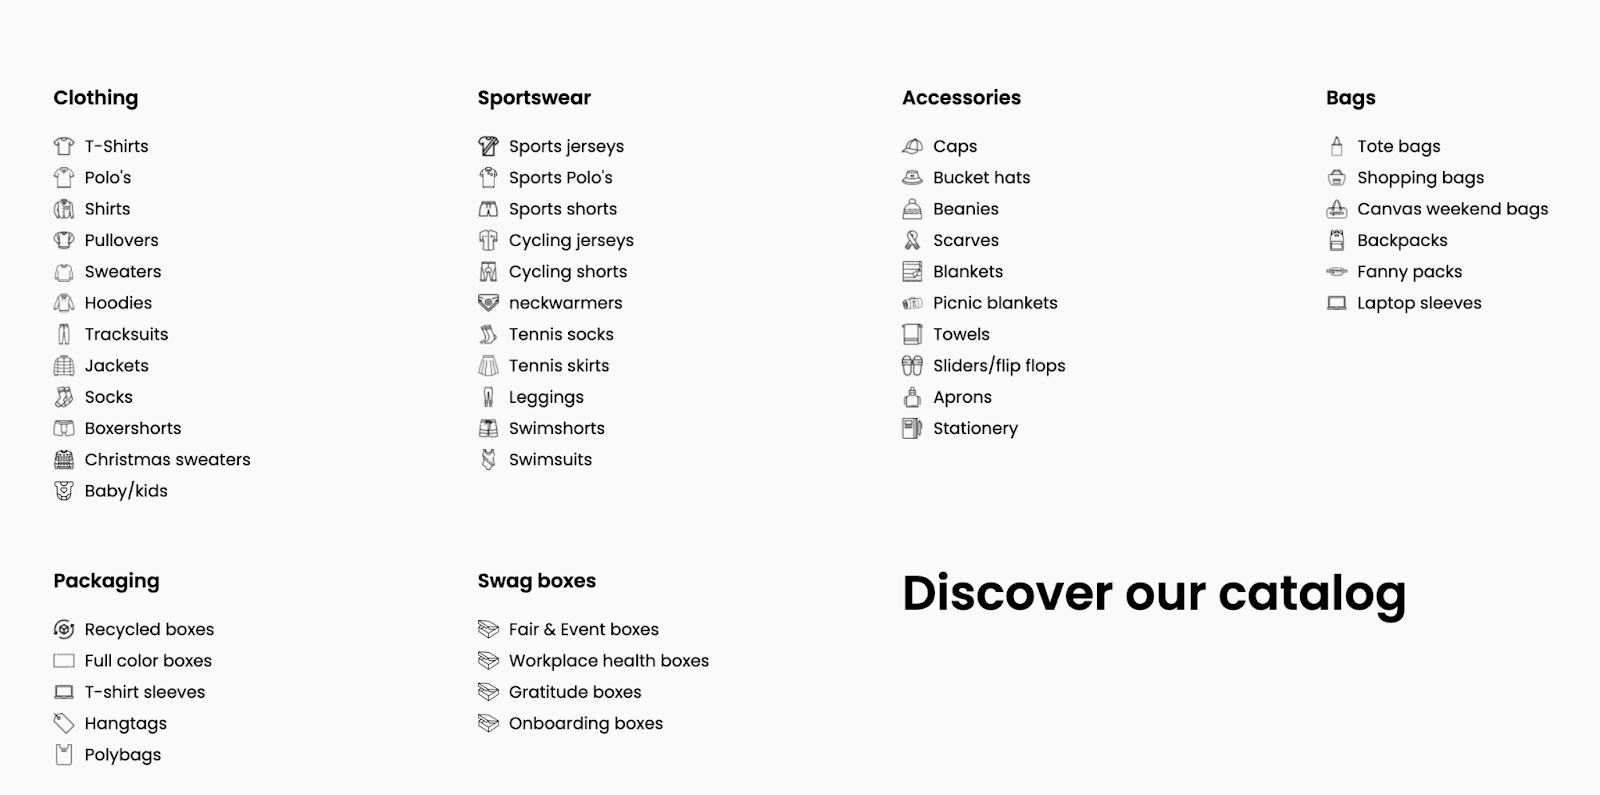 Clothing
T-Shirts
Polo's
Shirts
Pullovers
Sweaters
Hoodies
Tracksuits
Jackets
Socks
Boxershorts
Christmas sweaters
Baby/kids
Sportswear
Sports jerseys
Sports Polo's
Sports shorts
Cycling jerseys
Cycling shorts
neckwarmers
Tennis socks
Tennis skirts
Leggings
Swimshorts
Swimsuits
Accessories
Caps
Bucket hats
Beanies
Scarves
Blankets
Picnic blankets
Towels
Sliders/flip flops
Aprons
Stationery
Bags
Tote bags
Shopping bags
Canvas weekend bags
Backpacks
Fanny packs
Laptop sleeves
Packaging
Recycled boxes
Full color boxes
T-shirt sleeves
Hangtags
Polybags
Swag boxes
Fair & Event boxes
Workplace health boxes
Gratitude boxes
Onboarding boxes
Discover our catalog